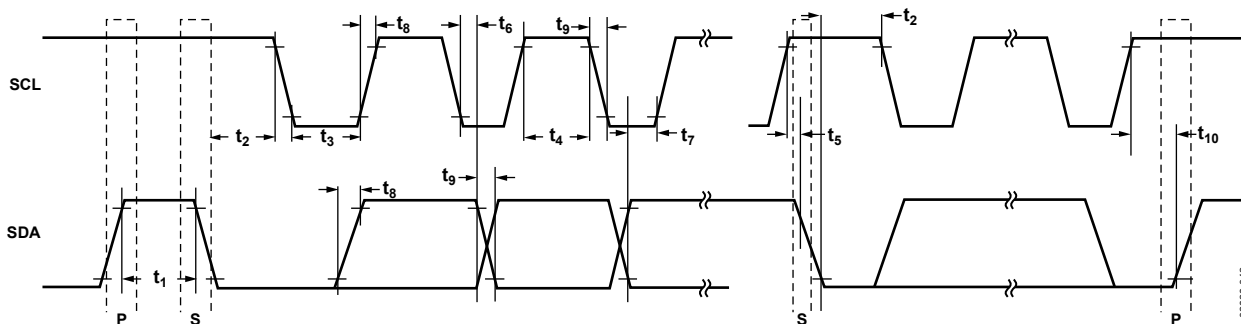 t8 t6 t9 t2
SCL
t2 t3 t4 t7 t5 t10
t9 t8
SDA
t1
P S S P